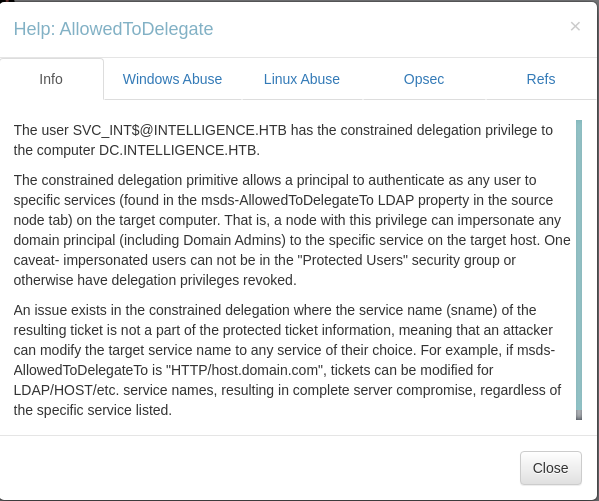 Help: AllowedToDelegate
×
Info
Windows Abuse
Linux Abuse
Opsec
Refs
The user SVC_INT$@INTELLIGENCE.HTB has the constrained delegation privilege to
the computer DC.INTELLIGENCE.HTB.
The constrained delegation primitive allows a principal to authenticate as any user to
specific services (found in the msds-AllowedToDelegateTo LDAP property in the source
node tab) on the target computer. That is, a node with this privilege can impersonate any
domain principal (including Domain Admins) to the specific service on the target host. One
caveat- impersonated users can not be in the "Protected Users" security group or
otherwise have delegation privileges revoked.
An issue exists in the constrained delegation where the service name (sname) of the
resulting ticket is not a part of the protected ticket information, meaning that an attacker
can modify the target service name to any service of their choice. For example, if msds-
AllowedToDelegateTo is "HTTP/host.domain.com", tickets can be modified for
LDAP/HOST/etc. service names, resulting in complete server compromise, regardless of
the specific service listed.
Close